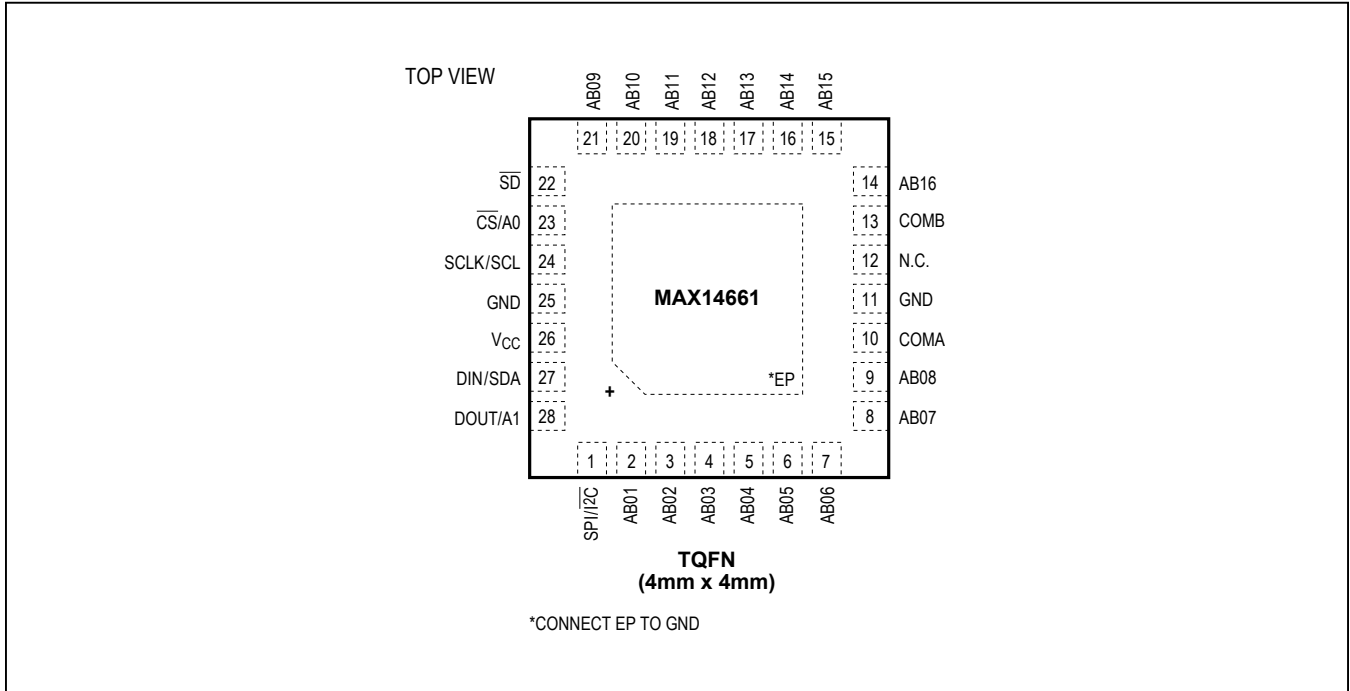 TOP VIEW
AB09 AB10 AB11 AB12 AB13 AB14 AB15
21 20 19 18 17 16 15
S̅D̅ 22
C̅S̅/A0 23
SCLK/SCL 24
GND 25
VCC 26
DIN/SDA 27
DOUT/A1 28
MAX14661
*EP
+
14 AB16
13 COMB
12 N.C.
11 GND
10 COMA
9 AB08
8 AB07
1 2 3 4 5 6 7
SPI/I̅2̅C̅ AB01 AB02 AB03 AB04 AB05 AB06
TQFN
(4mm x 4mm)
*CONNECT EP TO GND